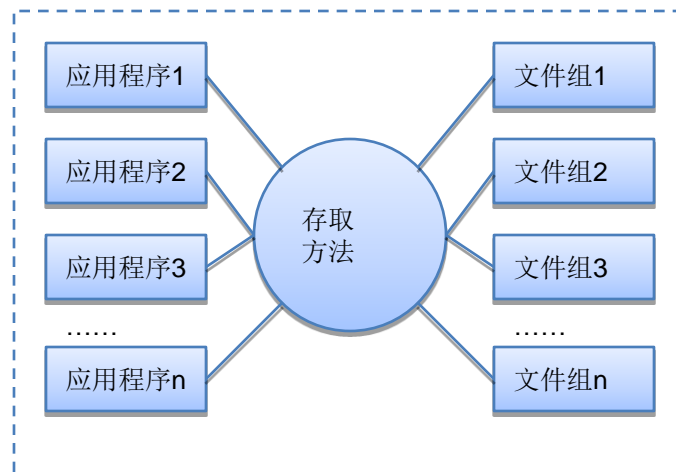 应用程序1
文件组1
应用程序2
文件组2
存取
方法
应用程序3
文件组3
……
……
应用程序n
文件组n